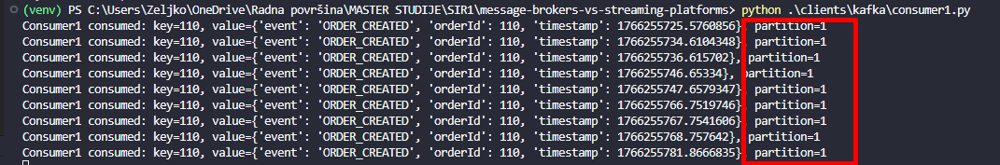 (venv) PS C:\Users\Zeljko\OneDrive\Radna površina\MASTER STUDIJE\SIR1\message-brokers-vs-streaming-platforms> python .\clients\kafka\consumer1.py
Consumer1 consumed: key=110, value={'event': 'ORDER_CREATED', 'orderId': 110, 'timestamp': 1766255725.5760856}, partition=1
Consumer1 consumed: key=110, value={'event': 'ORDER_CREATED', 'orderId': 110, 'timestamp': 1766255734.6104348}, partition=1
Consumer1 consumed: key=110, value={'event': 'ORDER_CREATED', 'orderId': 110, 'timestamp': 1766255736.615702}, partition=1
Consumer1 consumed: key=110, value={'event': 'ORDER_CREATED', 'orderId': 110, 'timestamp': 1766255746.65334}, partition=1
Consumer1 consumed: key=110, value={'event': 'ORDER_CREATED', 'orderId': 110, 'timestamp': 1766255747.6579347}, partition=1
Consumer1 consumed: key=110, value={'event': 'ORDER_CREATED', 'orderId': 110, 'timestamp': 1766255766.7519746}, partition=1
Consumer1 consumed: key=110, value={'event': 'ORDER_CREATED', 'orderId': 110, 'timestamp': 1766255767.7541606}, partition=1
Consumer1 consumed: key=110, value={'event': 'ORDER_CREATED', 'orderId': 110, 'timestamp': 1766255768.757642}, partition=1
Consumer1 consumed: key=110, value={'event': 'ORDER_CREATED', 'orderId': 110, 'timestamp': 1766255781.8666835}, partition=1